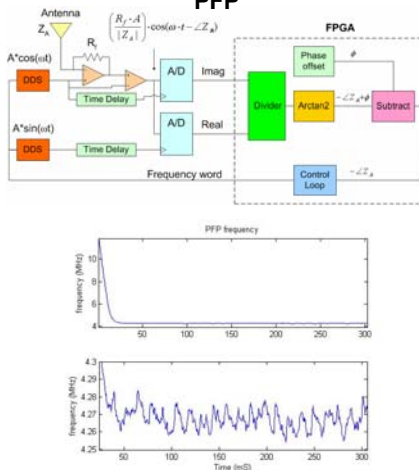 PFP
Antenna
Z_A
R_f
(R_f · A / |Z_A|) · cos(ω · t − ∠Z_A)
FPGA
A*cos(ωt)
DDS
Time Delay
A/D
Imag
Divider
Phase offset
ϕ
Arctan2
−∠Z_A+ϕ
Subtract
A*sin(ωt)
DDS
Time Delay
A/D
Real
Frequency word
Control Loop
−∠Z_A
PFP frequency
frequency (MHz)
10
8
6
4
50 100 150 200 250 300
frequency (MHz)
4.3
4.29
4.28
4.27
4.26
4.25
50 100 150 200 250 300
Time (mS)